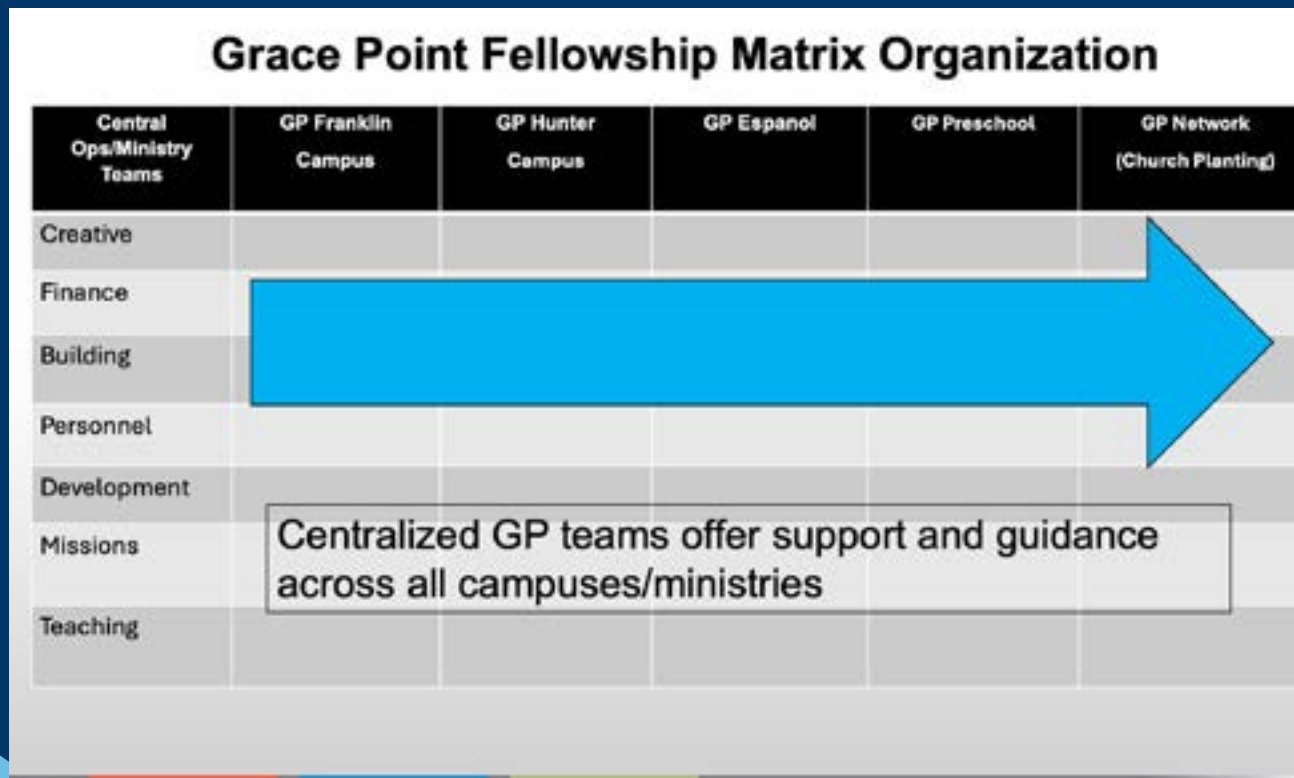 Grace Point Fellowship Matrix Organization
Central
Ops/Ministry
Teams
GP Franklin
Campus
GP Hunter
Campus
GP Espanol
GP Preschool
GP Network
(Church Planting)
Creative
Finance
Building
Personnel
Development
Missions
Teaching
Centralized GP teams offer support and guidance
across all campuses/ministries